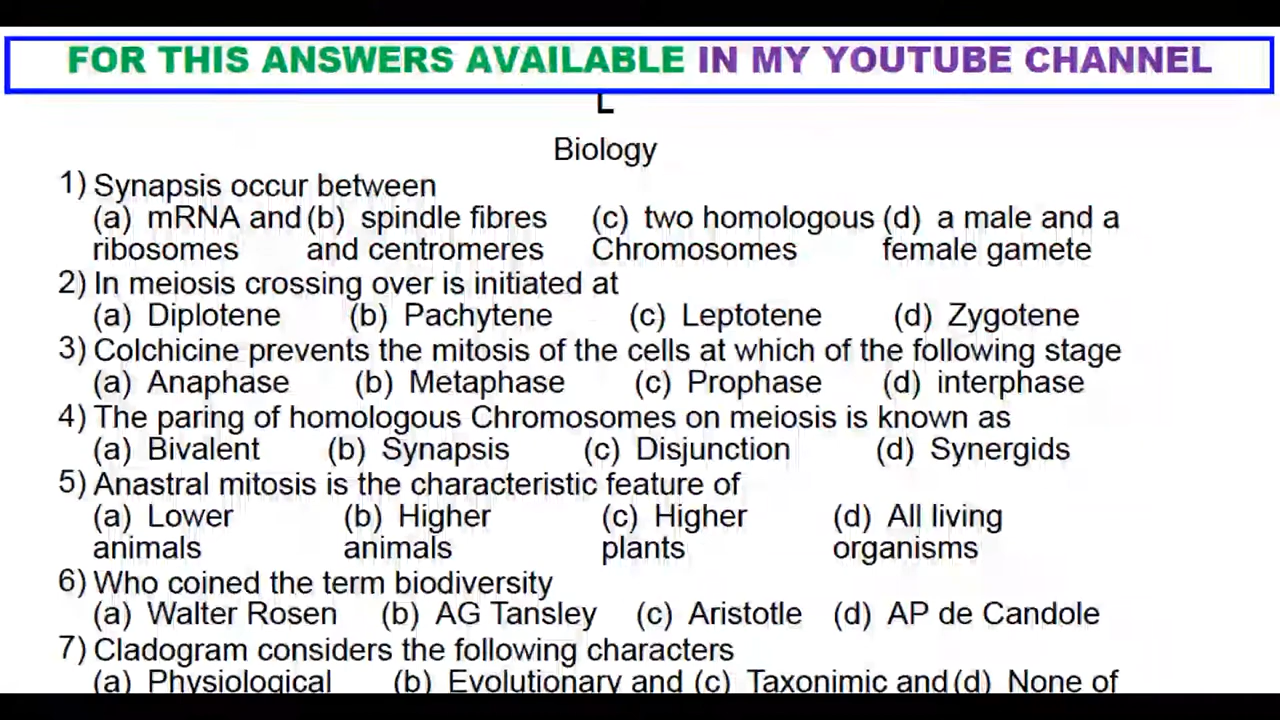 FOR THIS ANSWERS AVAILABLE IN MY YOUTUBE CHANNEL
L
Biology
1) Synapsis occur between
(a) mRNA and (b) spindle fibres (c) two homologous (d) a male and a
ribosomes and centromeres Chromosomes female gamete
2) In meiosis crossing over is initiated at
(a) Diplotene (b) Pachytene (c) Leptotene (d) Zygotene
3) Colchicine prevents the mitosis of the cells at which of the following stage
(a) Anaphase (b) Metaphase (c) Prophase (d) interphase
4) The paring of homologous Chromosomes on meiosis is known as
(a) Bivalent (b) Synapsis (c) Disjunction (d) Synergids
5) Anastral mitosis is the characteristic feature of
(a) Lower (b) Higher (c) Higher (d) All living
animals animals plants organisms
6) Who coined the term biodiversity
(a) Walter Rosen (b) AG Tansley (c) Aristotle (d) AP de Candole
7) Cladogram considers the following characters
(a) Physiological (b) Evolutionary and (c) Taxonimic and (d) None of